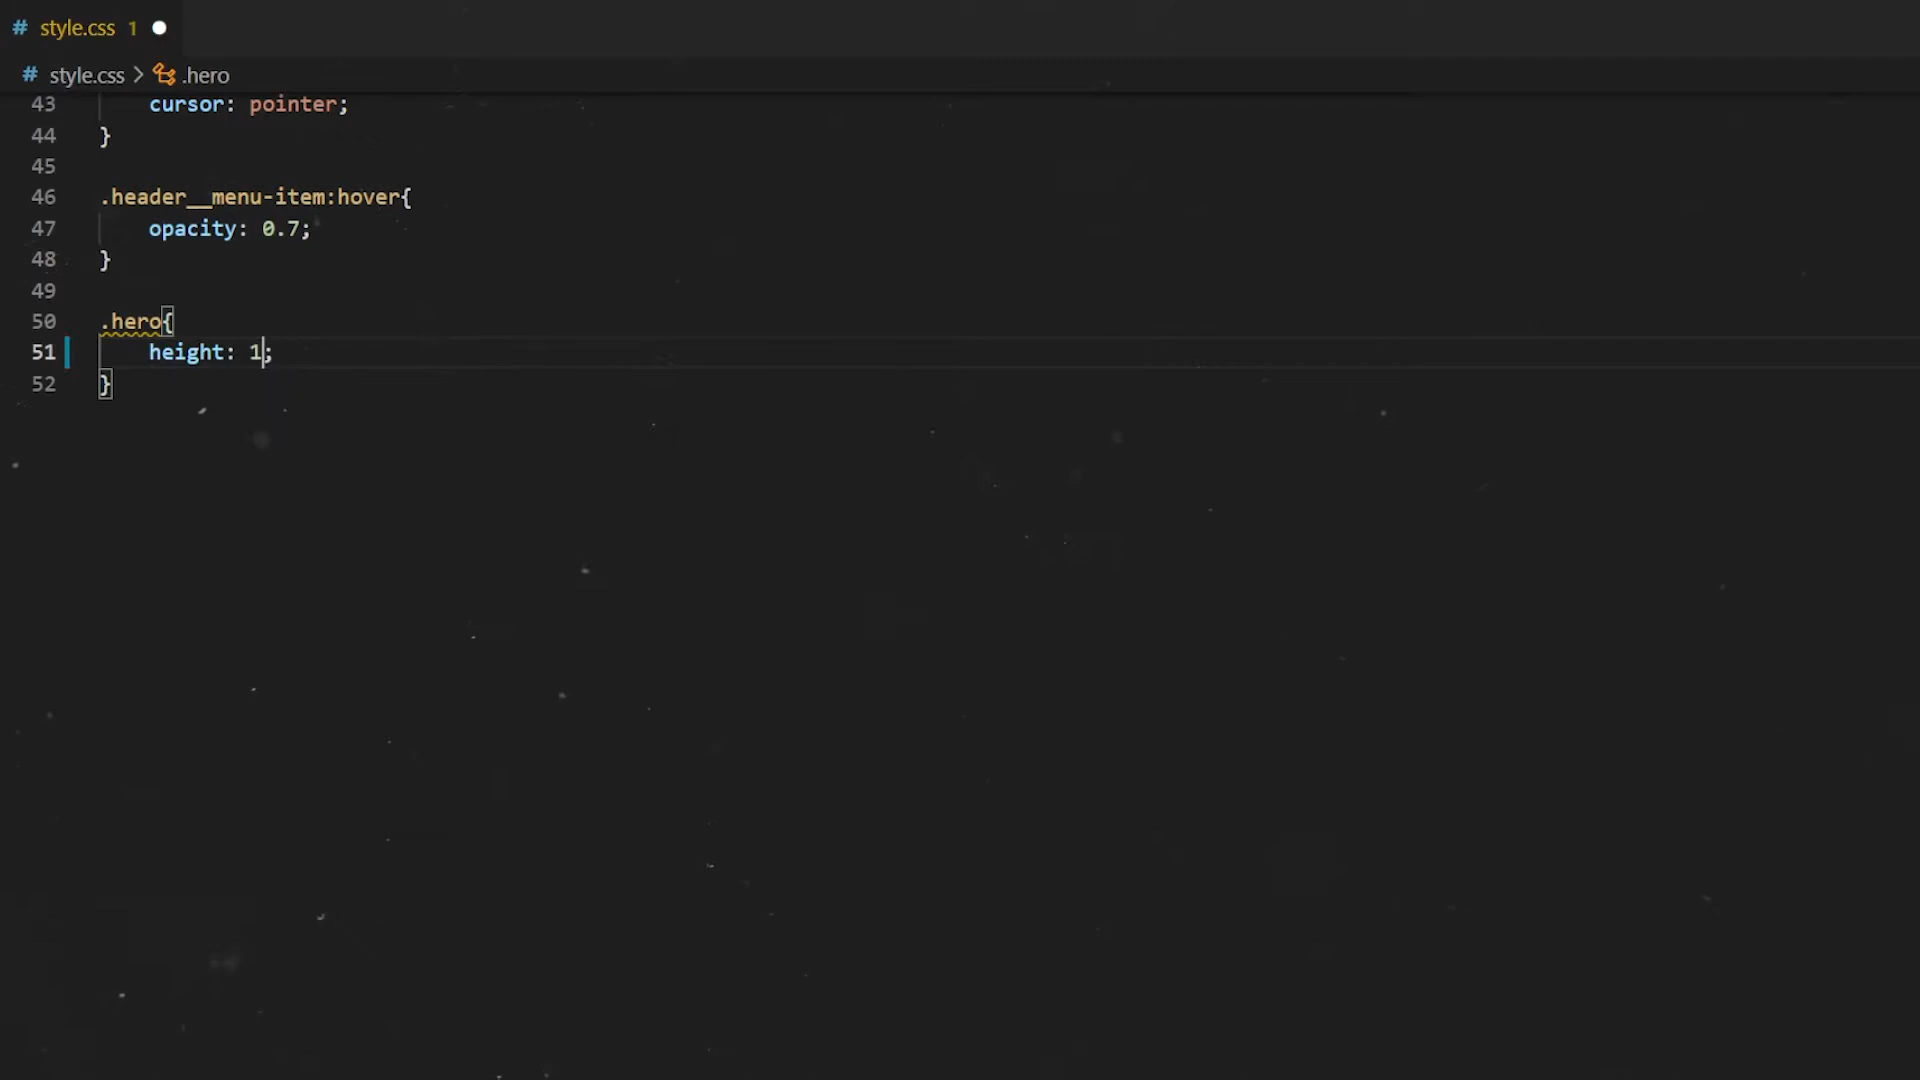 # style.css 1
# style.css > .hero
43 cursor: pointer;
44 }
45
46 .header__menu-item:hover{
47 opacity: 0.7;
48 }
49
50 .hero{
51 height: 1;
52 }